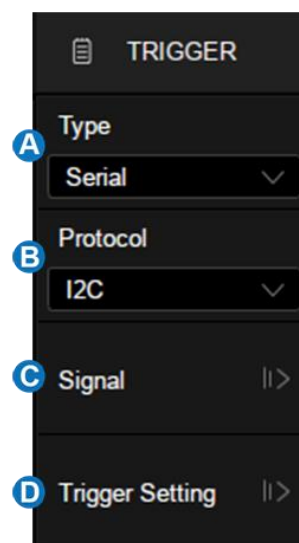 TRIGGER
A
Type
Serial
B
Protocol
I2C
C
Signal
D
Trigger Setting